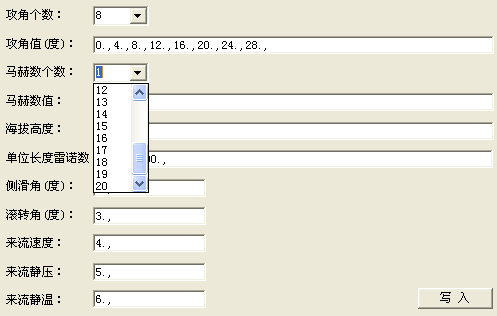 攻角个数： 8
攻角值(度)： 0.,4.,8.,12.,16.,20.,24.,28.,
马赫数个数： 1
12
13
马赫数值：
14
15
海拔高度：
16
17
单位长度雷诺数 00.,
18
19
侧滑角(度)：
20
滚转角(度)： 3.,
来流速度： 4.,
来流静压： 5.,
来流静温： 6.,
写 入